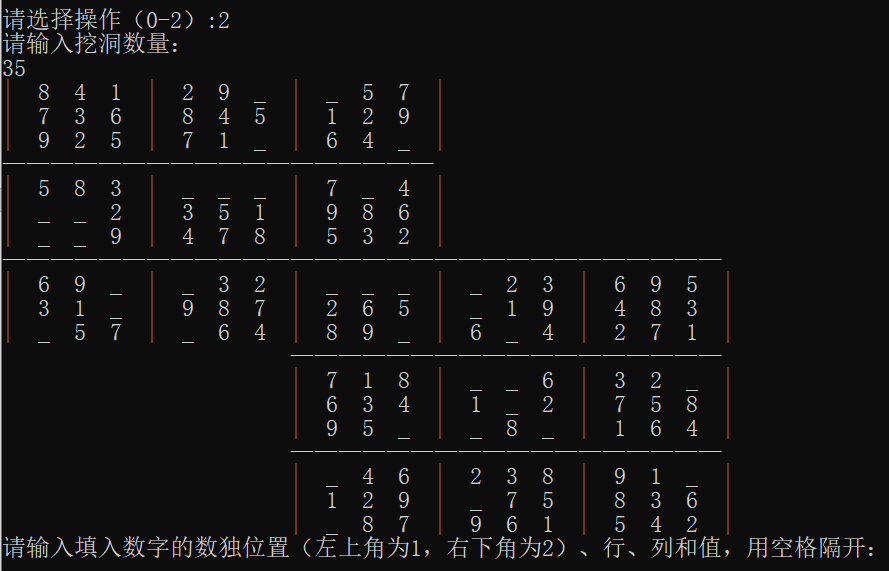 请选择操作（0-2）:2
请输入挖洞数量：
35
| 8 4 1 | 2 9 _ | _ 5 7 |
| 7 3 6 | 8 4 5 | 1 2 9 |
| 9 2 5 | 7 1 _ | 6 4 _ |
——————————————————
| 5 8 3 | _ _ _ | 7 _ 4 |
| _ _ 2 | 3 5 1 | 9 8 6 |
| _ _ 9 | 4 7 8 | 5 3 2 |
——————————————————————————————
| 6 9 _ | _ 3 2 | _ _ _ | _ 2 3 | 6 9 5 |
| 3 1 _ | 9 8 7 | 2 6 5 | _ 1 9 | 4 8 3 |
| _ 5 7 | _ 6 4 | 8 9 _ | 6 _ 4 | 2 7 1 |
——————————————————
| 7 1 8 | _ _ 6 | 3 2 _ |
| 6 3 4 | 1 _ 2 | 7 5 8 |
| 9 5 _ | _ 8 _ | 1 6 4 |
——————————————————
| _ 4 6 | 2 3 8 | 9 1 _ |
| 1 2 9 | _ 7 5 | 8 3 6 |
| _ 8 7 | 9 6 1 | 5 4 2 |
请输入填入数字的数独位置（左上角为1，右下角为2）、行、列和值，用空格隔开：